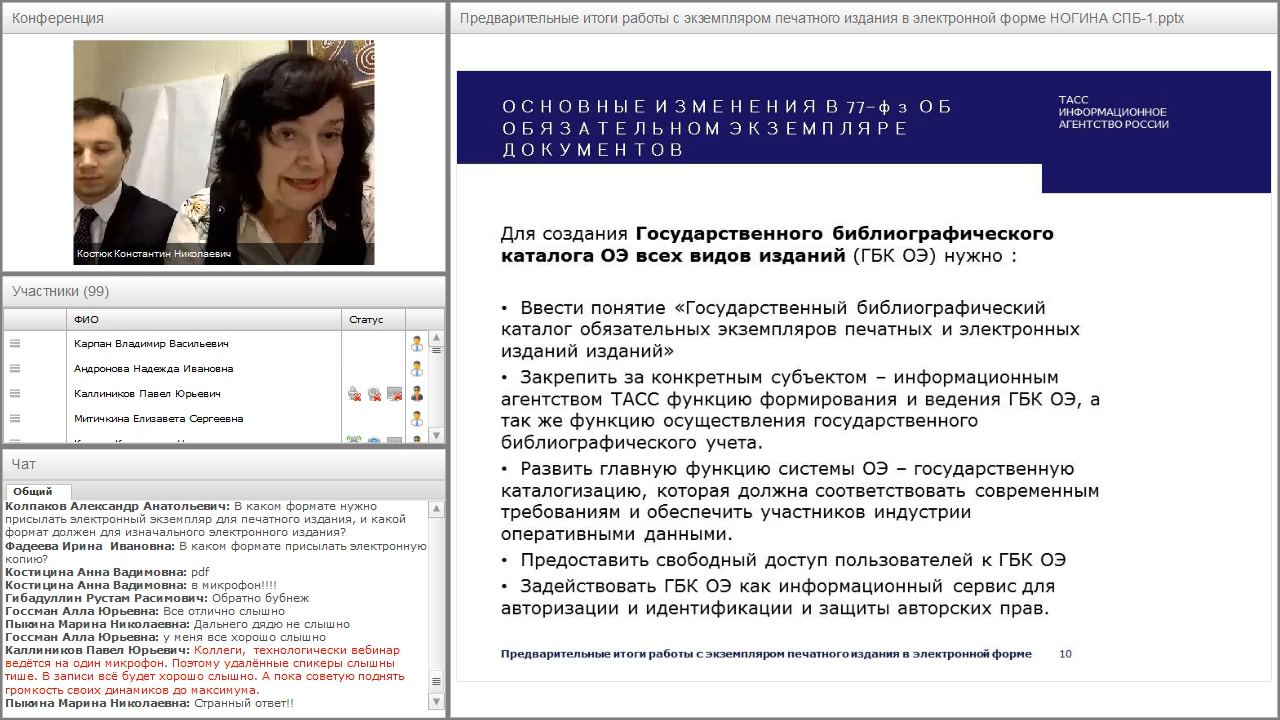 Конференция
Костюк Константин Николаевич
Участники (99)
ФИО
Статус
Карпан Владимир Васильевич
Андронова Надежда Ивановна
Каллиников Павел Юрьевич
Митичкина Елизавета Сергеевна
Чат
Общий
Колпаков Александр Анатольевич: В каком формате нужно
присылать электронный экземпляр для печатного издания, и какой
формат должен для изначального электронного издания?
Фадеева Ирина Ивановна: В каком формате присылать электронную
копию?
Костицина Анна Вадимовна: pdf
Костицина Анна Вадимовна: в микрофон!!!!
Гибадуллин Рустам Расимович: Обратно бубнеж
Госсман Алла Юрьевна: Все отлично слышно
Пыкина Марина Николаевна: Дальнего дядю не слышно
Госсман Алла Юрьевна: у меня все хорошо слышно
Каллиников Павел Юрьевич: Коллеги, технологически вебинар
ведётся на один микрофон. Поэтому удалённые спикеры слышны
тише. В записи всё будет хорошо слышно. А пока советую поднять
громкость своих динамиков до максимума.
Пыкина Марина Николаевна: Странный ответ!!
Предварительные итоги работы с экземпляром печатного издания в электронной форме НОГИНА СПБ-1.pptx
ОСНОВНЫЕ ИЗМЕНЕНИЯ В 77-ф з ОБ
ОБЯЗАТЕЛЬНОМ ЭКЗЕМПЛЯРЕ
ДОКУМЕНТОВ
ТАСС
ИНФОРМАЦИОННОЕ
АГЕНТСТВО РОССИИ
Для создания Государственного библиографического
каталога ОЭ всех видов изданий (ГБК ОЭ) нужно :
• Ввести понятие «Государственный библиографический
каталог обязательных экземпляров печатных и электронных
изданий изданий»
• Закрепить за конкретным субъектом – информационным
агентством ТАСС функцию формирования и ведения ГБК ОЭ, а
так же функцию осуществления государственного
библиографического учета.
• Развить главную функцию системы ОЭ – государственную
каталогизацию, которая должна соответствовать современным
требованиям и обеспечить участников индустрии
оперативными данными.
• Предоставить свободный доступ пользователей к ГБК ОЭ
• Задействовать ГБК ОЭ как информационный сервис для
авторизации и идентификации и защиты авторских прав.
Предварительные итоги работы с экземпляром печатного издания в электронной форме 10